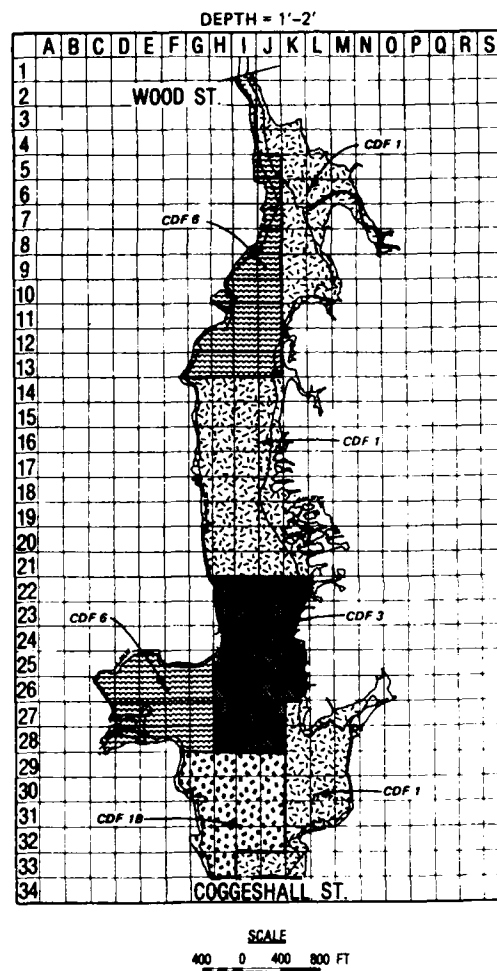 DEPTH = 1'-2'
A B C D E F G H I J K L M N O P Q R S
1
2 WOOD ST.
3
4 CDF 1
5
6
7 CDF 6
8
9
10
11
12
13
14
15
16 CDF 1
17
18
19
20
21
22
23 CDF 3
24 CDF 6
25
26
27
28
29
30 CDF 1
31 CDF 1B
32
33
34 COGGESHALL ST.
SCALE
400 0 400 800 FT